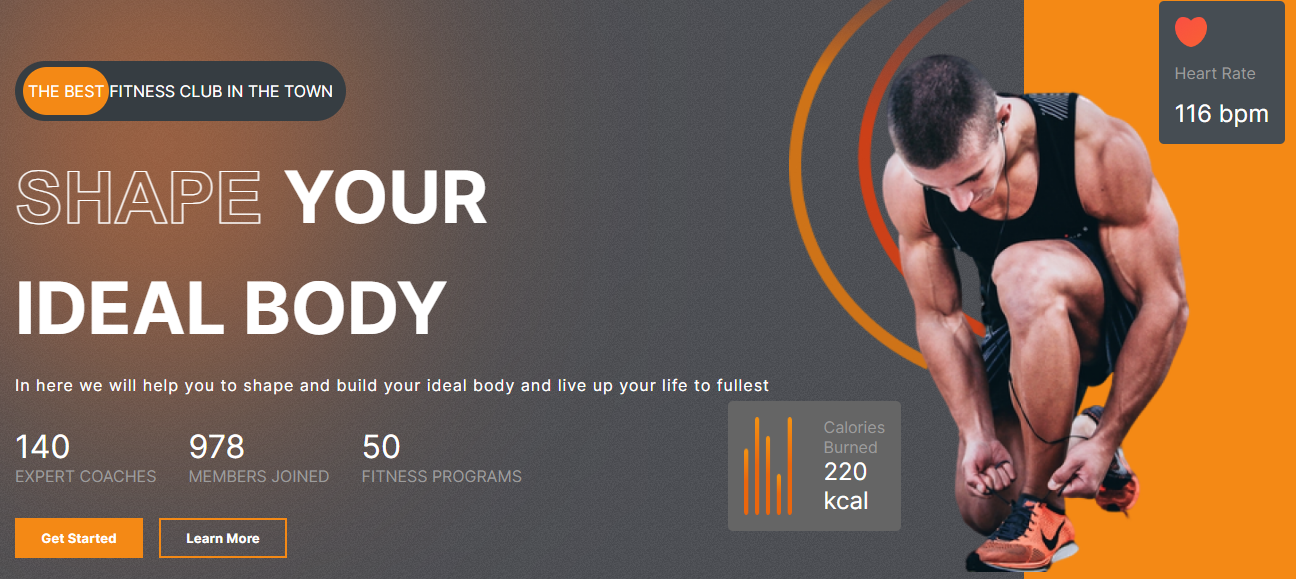 THE BEST FITNESS CLUB IN THE TOWN
SHAPE YOUR
IDEAL BODY
In here we will help you to shape and build your ideal body and live up your life to fullest
140
EXPERT COACHES
978
MEMBERS JOINED
50
FITNESS PROGRAMS
Get Started
Learn More
Calories
Burned
220
kcal
Heart Rate
116 bpm